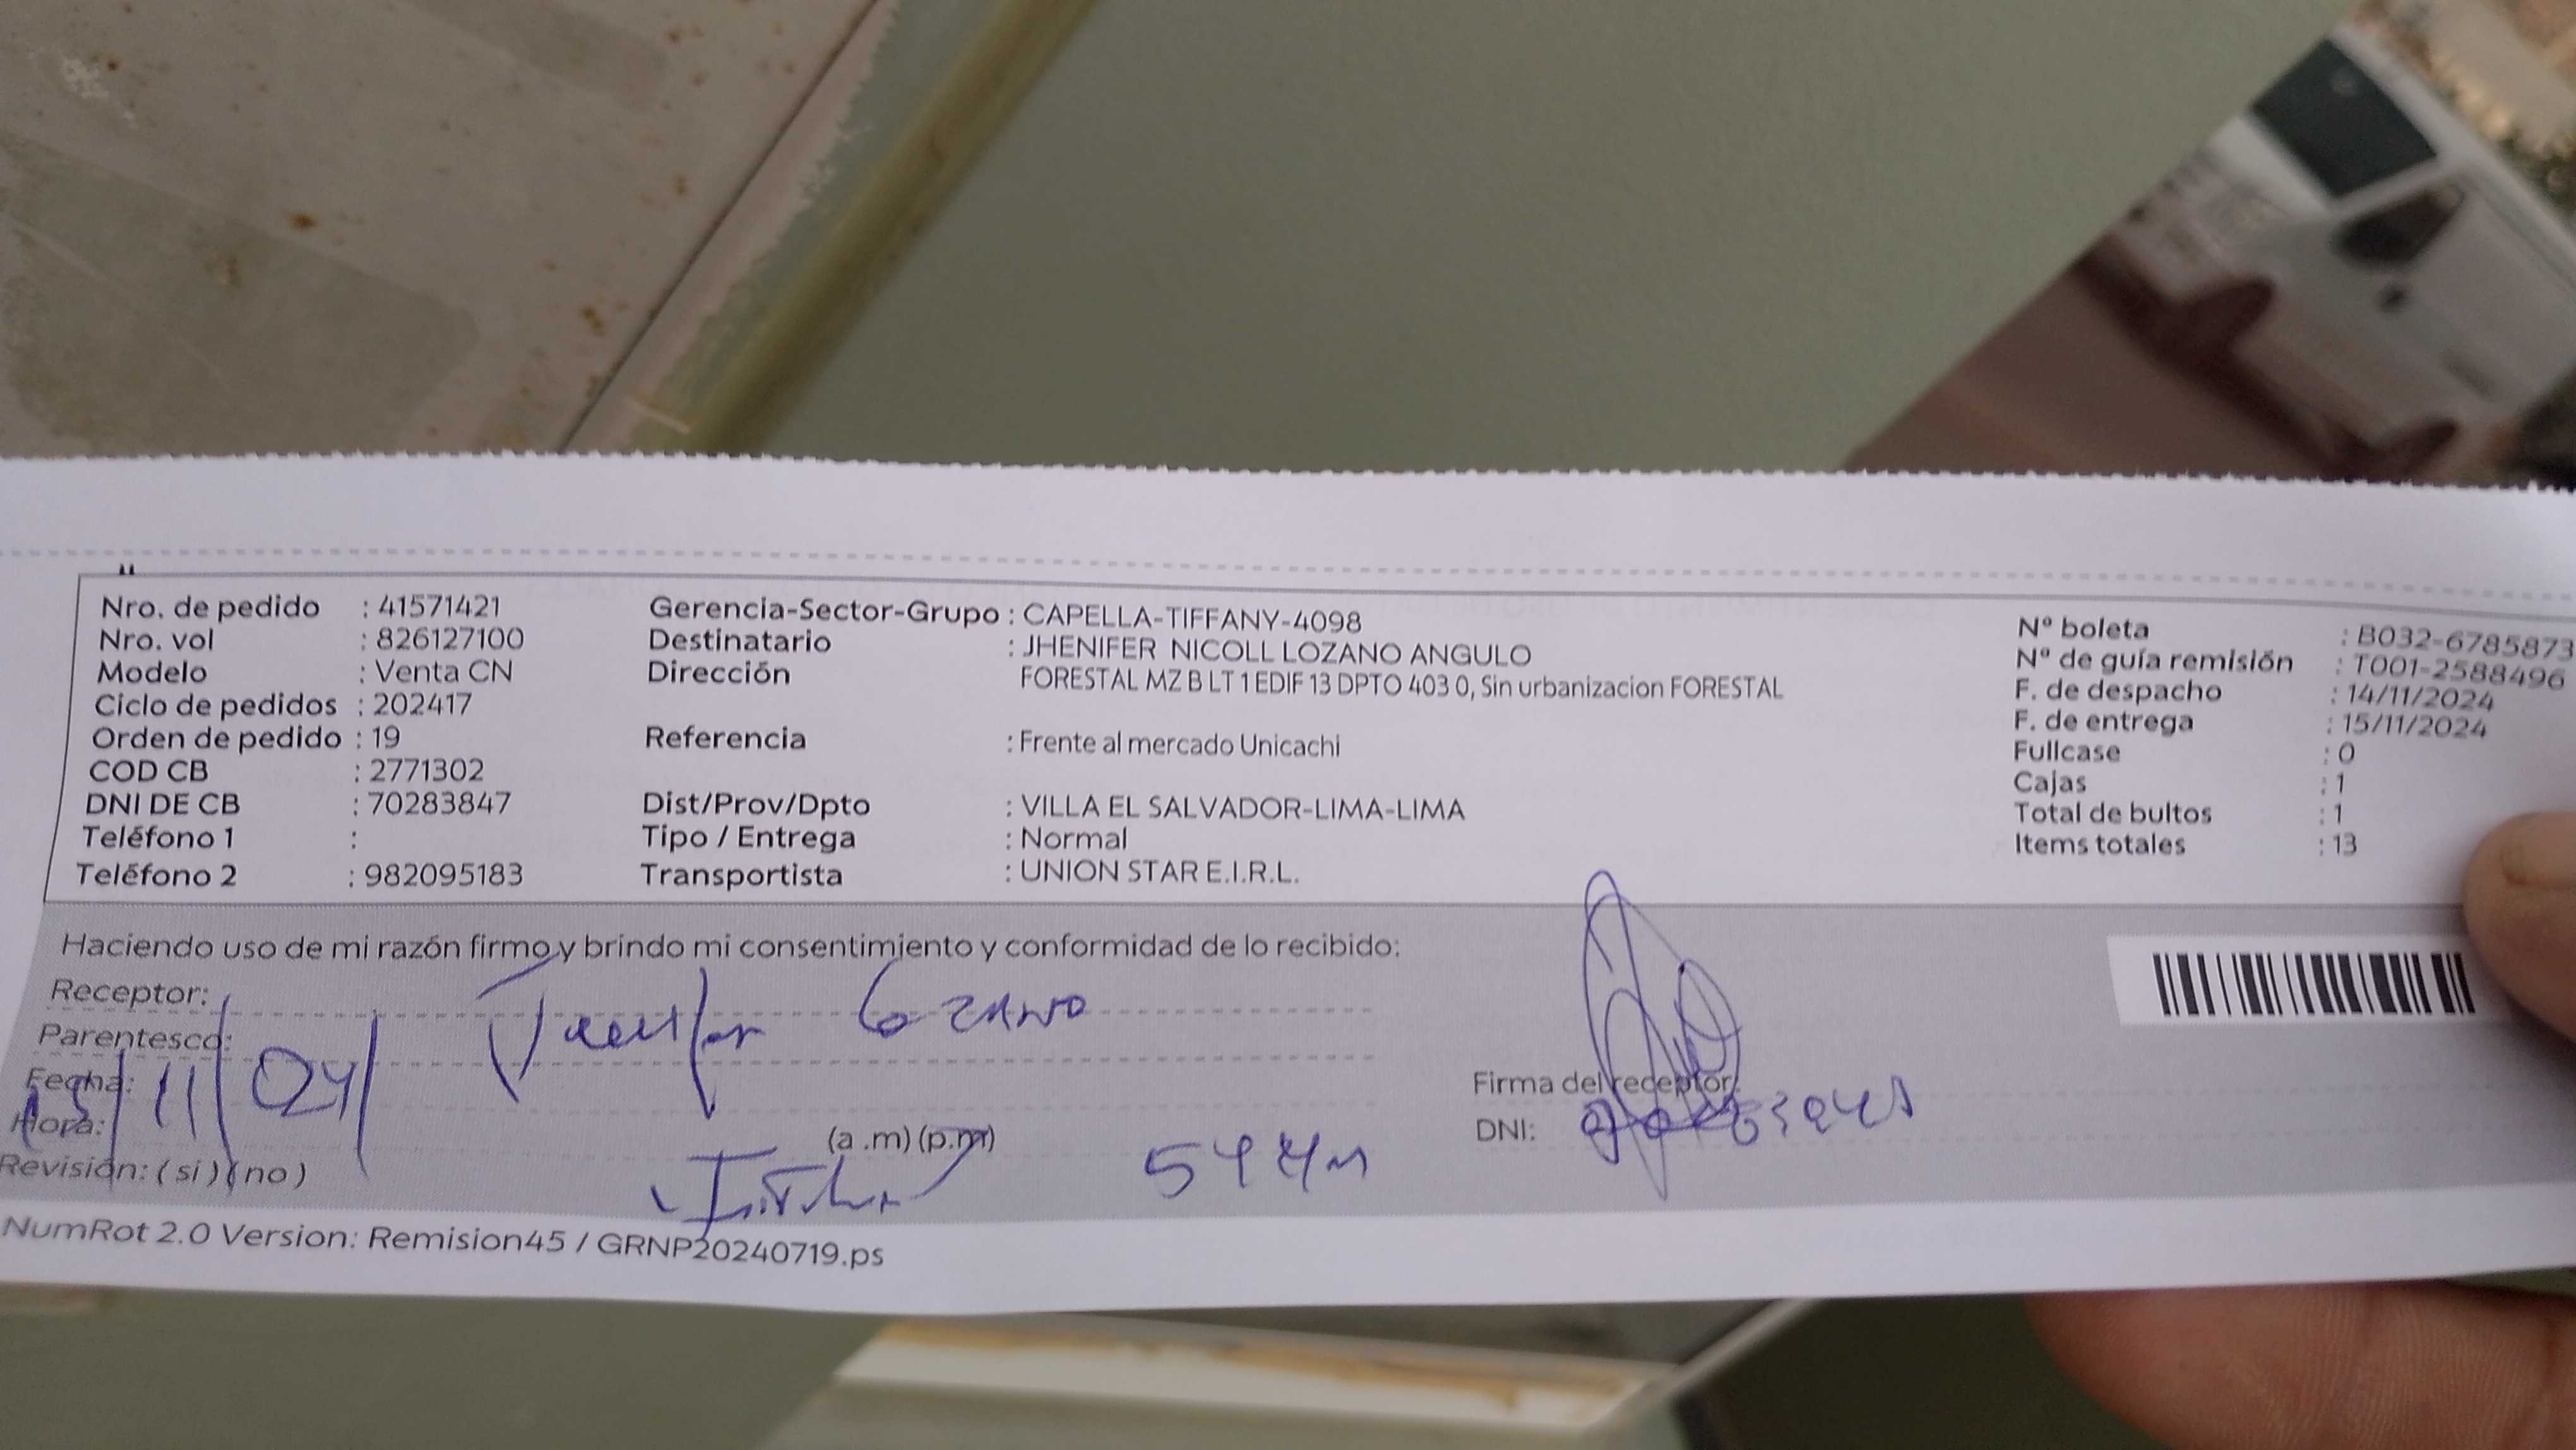 Nro. de pedido : 41571421
Nro. vol : 826127100
Modelo : Venta CN
Ciclo de pedidos : 202417
Orden de pedido : 19
COD CB : 2771302
DNI DE CB : 70283847
Teléfono 1 :
Teléfono 2 : 982095183
Gerencia-Sector-Grupo : CAPELLA-TIFFANY-4098
Destinatario : JHENIFER NICOLL LOZANO ANGULO
Dirección FORESTAL MZ B LT 1 EDIF 13 DPTO 403 0, Sin urbanizacion FORESTAL
Referencia : Frente al mercado Unicachi
Dist/Prov/Dpto : VILLA EL SALVADOR-LIMA-LIMA
Tipo / Entrega : Normal
Transportista : UNION STAR E.I.R.L.
Nº boleta : B032-6785873
Nº de guía remisión : T001-2588496
F. de despacho : 14/11/2024
F. de entrega : 15/11/2024
Fullcase : 0
Cajas : 1
Total de bultos : 1
Items totales : 13
Haciendo uso de mi razón firmo y brindo mi consentimiento y conformidad de lo recibido:
Receptor: Lozano
Parentesco:
Fecha: 15/11/24
Hora: (a .m) (p.m)
Revisión: ( si ) ( no )
Firma del receptor:
DNI:
NumRot 2.0 Version: Remision45 / GRNP20240719.ps